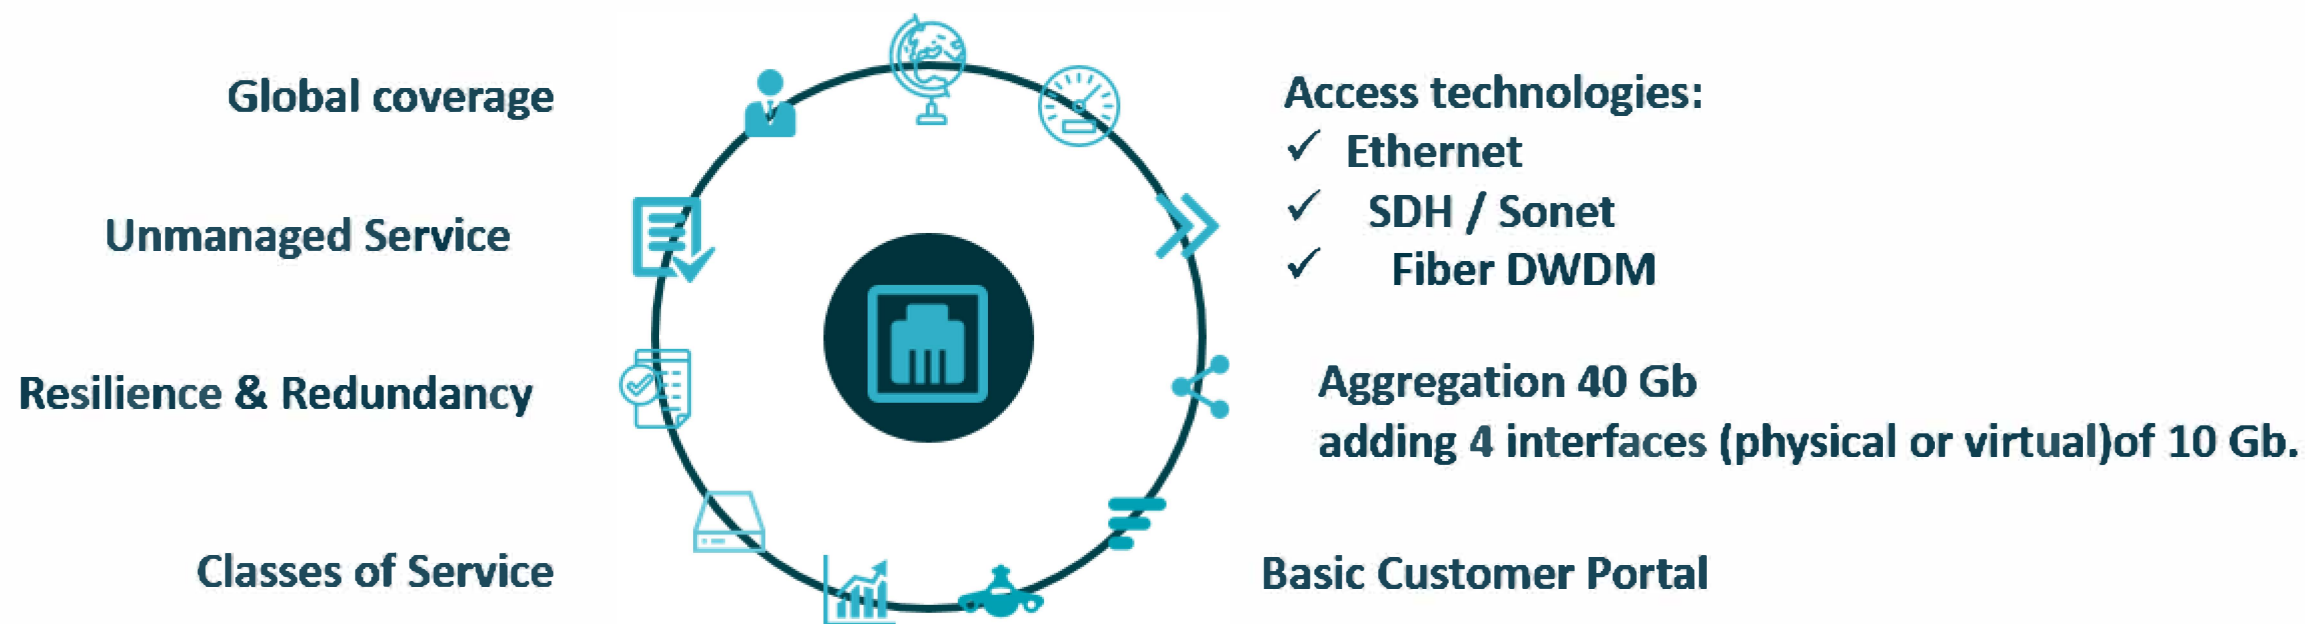 Global coverage
Unmanaged Service
Resilience & Redundancy
Classes of Service
Access technologies:
✓ Ethernet
✓ SDH / Sonet
✓ Fiber DWDM
Aggregation 40 Gb
adding 4 interfaces (physical or virtual)of 10 Gb.
Basic Customer Portal